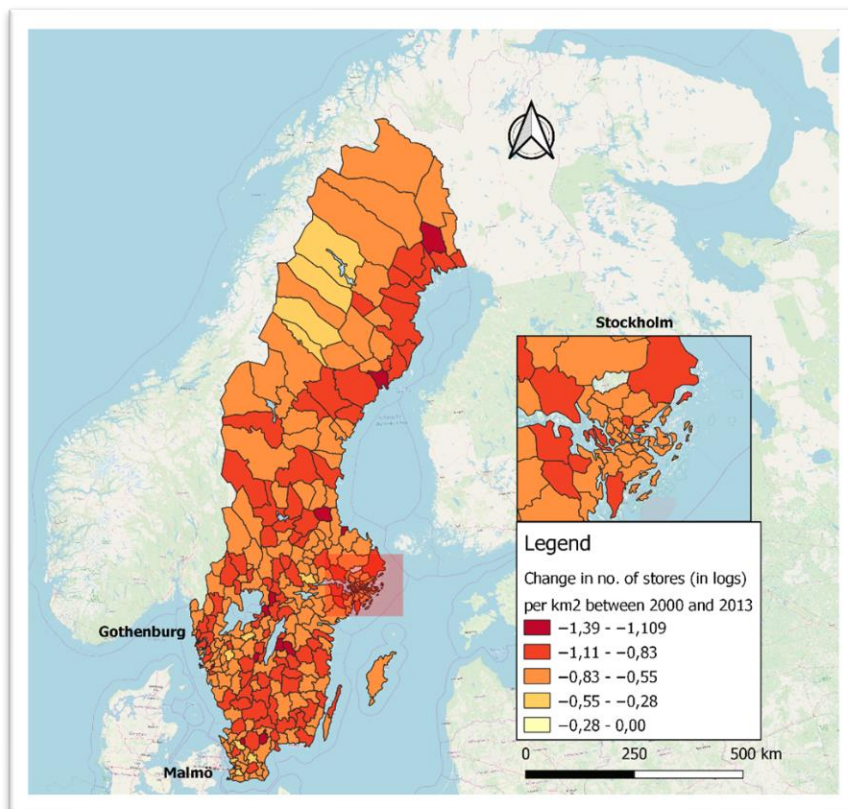 Stockholm
Gothenburg
Malmö
Legend
Change in no. of stores (in logs)
per km2 between 2000 and 2013
−1,39 - −1,109
−1,11 - −0,83
−0,83 - −0,55
−0,55 - −0,28
−0,28 - 0,00
0 250 500 km